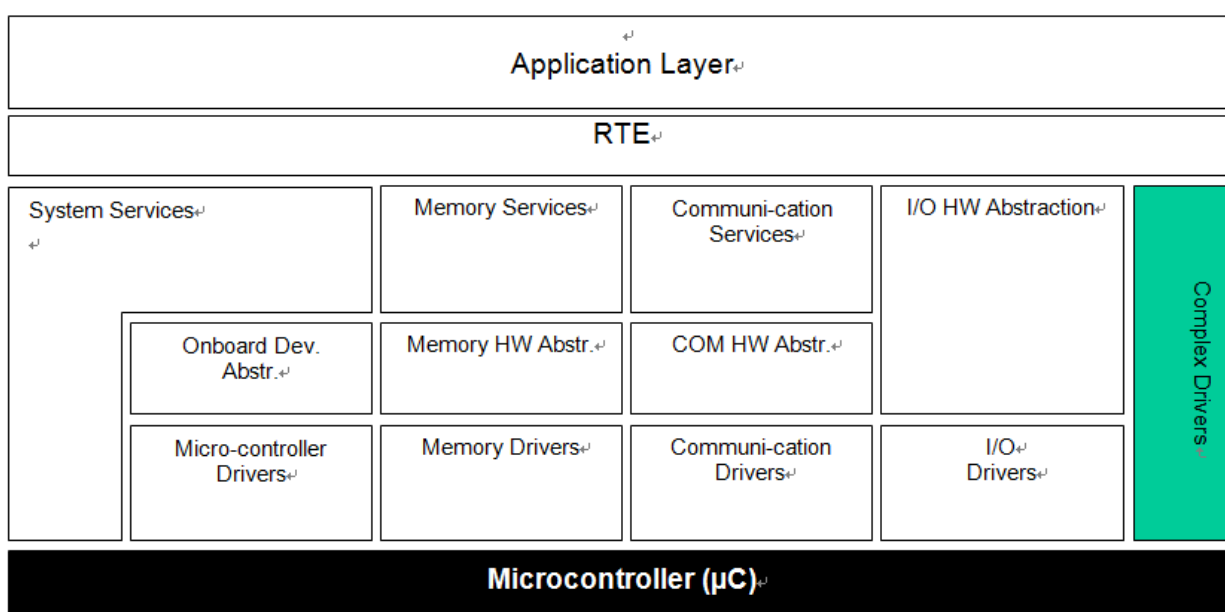 Application Layer
RTE
System Services
Memory Services
Communi-cation
Services
I/O HW Abstraction
Complex Drivers
Onboard Dev.
Abstr.
Memory HW Abstr.
COM HW Abstr.
Micro-controller
Drivers
Memory Drivers
Communi-cation
Drivers
I/O
Drivers
Microcontroller (µC)